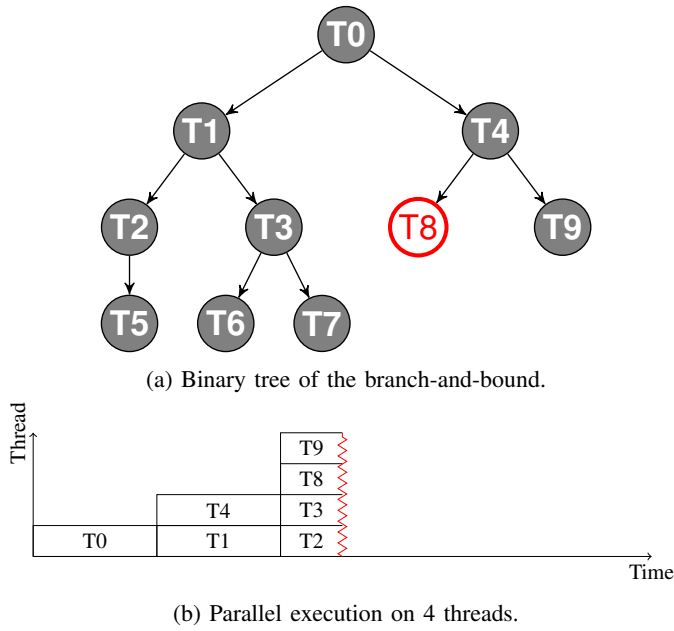 T0
T1
T4
T2
T3
T8
T9
T5
T6
T7
(a) Binary tree of the branch-and-bound.
Thread
T9
T8
T4
T3
T0
T1
T2
Time
(b) Parallel execution on 4 threads.